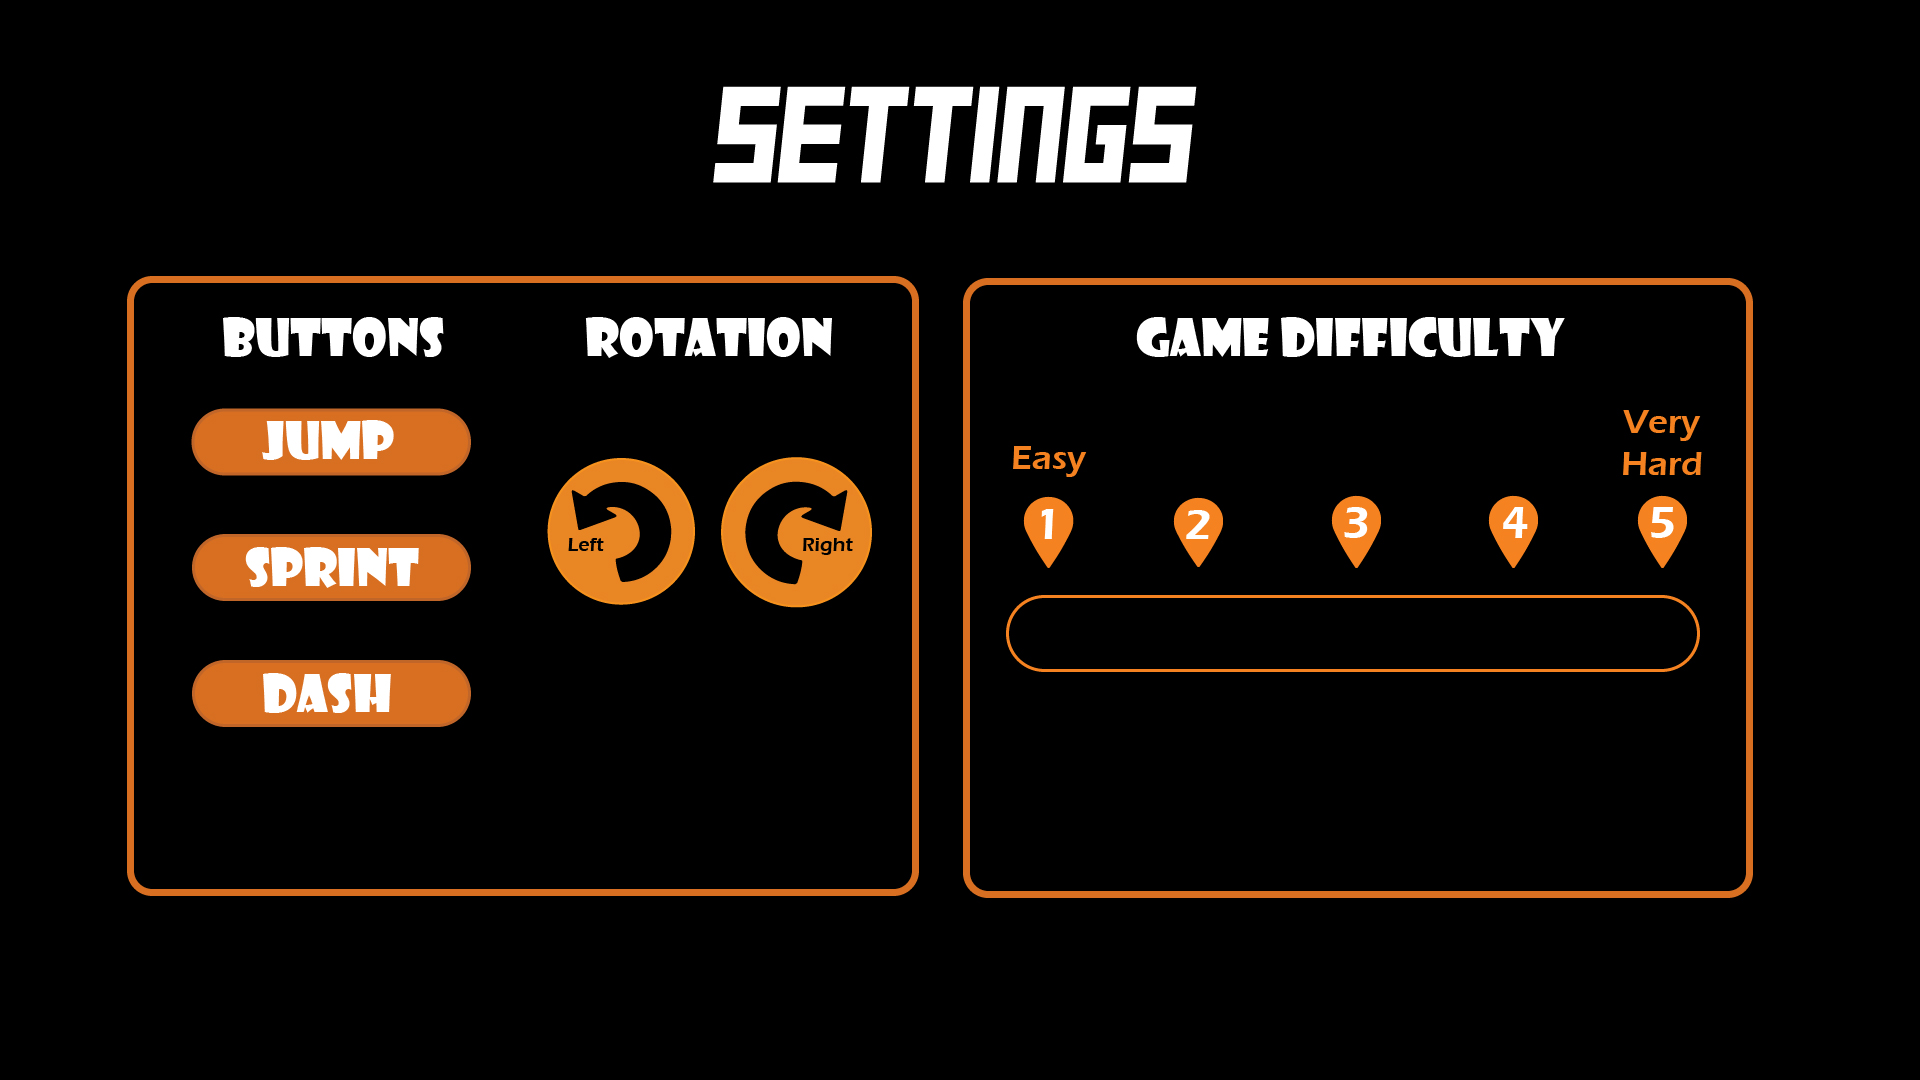 SETTINGS
BUTTONS
JUMP
SPRINT
DASH
ROTATION
Left
Right
GAME DIFFICULTY
Easy
Very
Hard
1 2 3 4 5